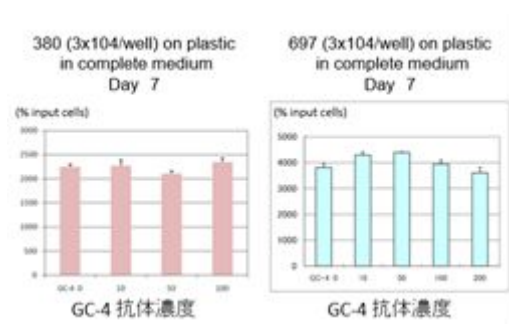 380 (3x104/well) on plastic
in complete medium
Day 7
(% input cells)
3000
2500
2000
1500
1000
500
0
GC-4 0 10 50 100
GC-4 抗体濃度
697 (3x104/well) on plastic
in complete medium
Day 7
(% input cells)
5000
4000
3000
2000
1000
0
GC-4 0 10 50 100 200
GC-4 抗体濃度